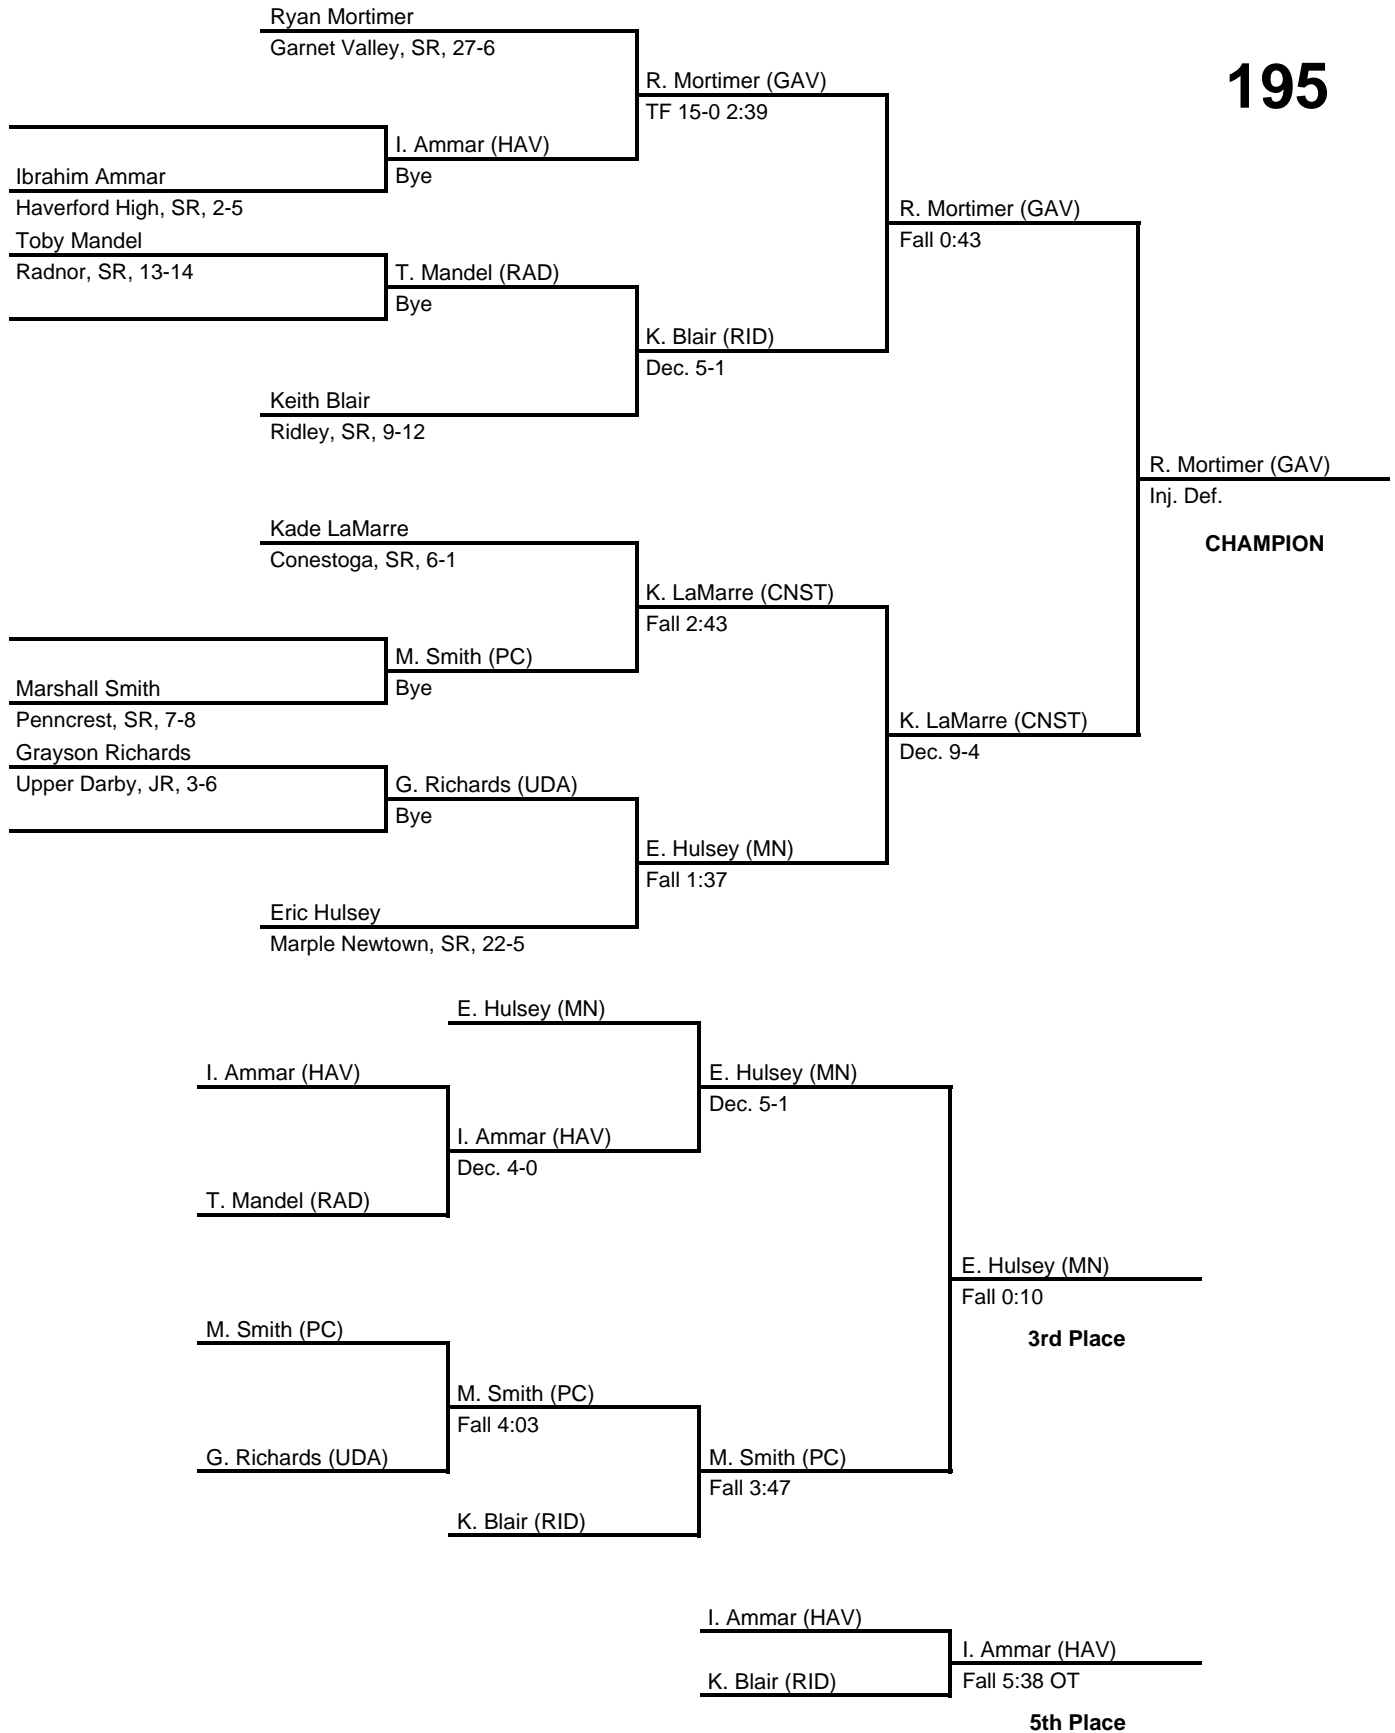 Ryan Mortimer
Garnet Valley, SR, 27-6
195
R. Mortimer (GAV)
TF 15-0 2:39
I. Ammar (HAV)
Bye
Ibrahim Ammar
Haverford High, SR, 2-5
R. Mortimer (GAV)
Fall 0:43
Toby Mandel
Radnor, SR, 13-14
T. Mandel (RAD)
Bye
K. Blair (RID)
Dec. 5-1
Keith Blair
Ridley, SR, 9-12
R. Mortimer (GAV)
Inj. Def.
CHAMPION
Kade LaMarre
Conestoga, SR, 6-1
K. LaMarre (CNST)
Fall 2:43
M. Smith (PC)
Bye
Marshall Smith
Penncrest, SR, 7-8
K. LaMarre (CNST)
Dec. 9-4
Grayson Richards
Upper Darby, JR, 3-6
G. Richards (UDA)
Bye
E. Hulsey (MN)
Fall 1:37
Eric Hulsey
Marple Newtown, SR, 22-5
E. Hulsey (MN)
I. Ammar (HAV)
E. Hulsey (MN)
Dec. 5-1
I. Ammar (HAV)
Dec. 4-0
T. Mandel (RAD)
E. Hulsey (MN)
Fall 0:10
3rd Place
M. Smith (PC)
M. Smith (PC)
Fall 4:03
G. Richards (UDA)
M. Smith (PC)
Fall 3:47
K. Blair (RID)
I. Ammar (HAV)
I. Ammar (HAV)
Fall 5:38 OT
K. Blair (RID)
5th Place